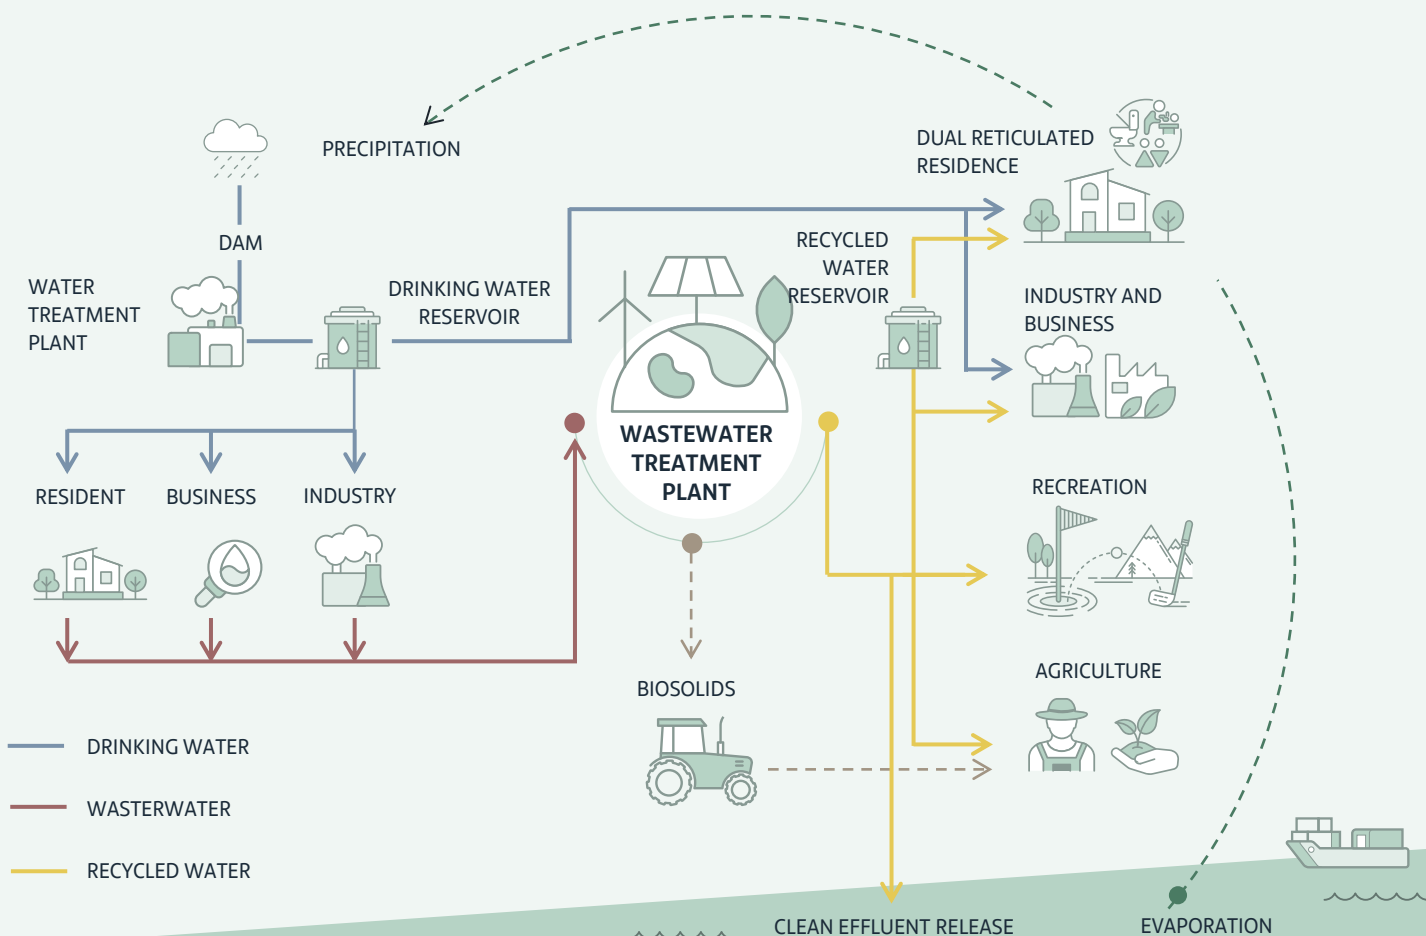 PRECIPITATION
DUAL RETICULATED
RESIDENCE
DAM
WATER
TREATMENT
PLANT
DRINKING WATER
RESERVOIR
RECYCLED
WATER
RESERVOIR
INDUSTRY AND
BUSINESS
WASTEWATER
TREATMENT
PLANT
RESIDENT
BUSINESS
INDUSTRY
RECREATION
BIOSOLIDS
AGRICULTURE
DRINKING WATER
WASTERWATER
RECYCLED WATER
CLEAN EFFLUENT RELEASE
EVAPORATION